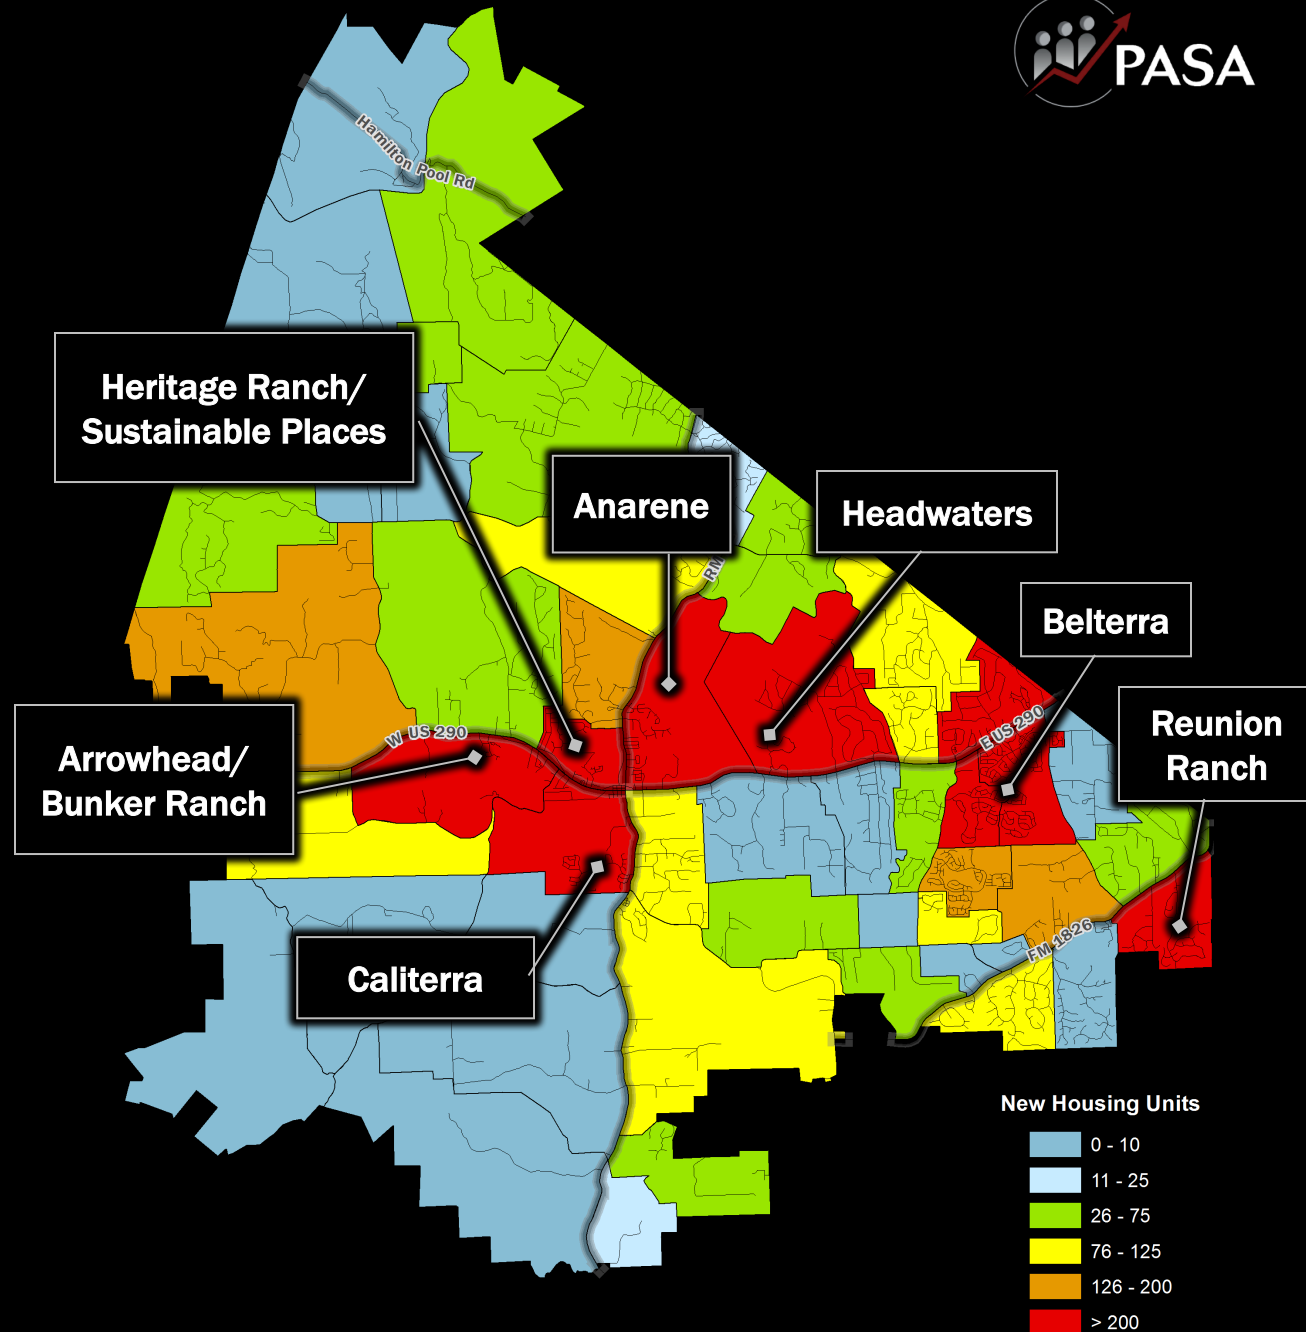 PASA
Hamilton Pool Rd
Heritage Ranch/
Sustainable Places
Anarene
Headwaters
RM
Belterra
Reunion
Ranch
E US 290
W US 290
Arrowhead/
Bunker Ranch
FM 1826
Caliterra
New Housing Units
0 - 10
11 - 25
26 - 75
76 - 125
126 - 200
> 200